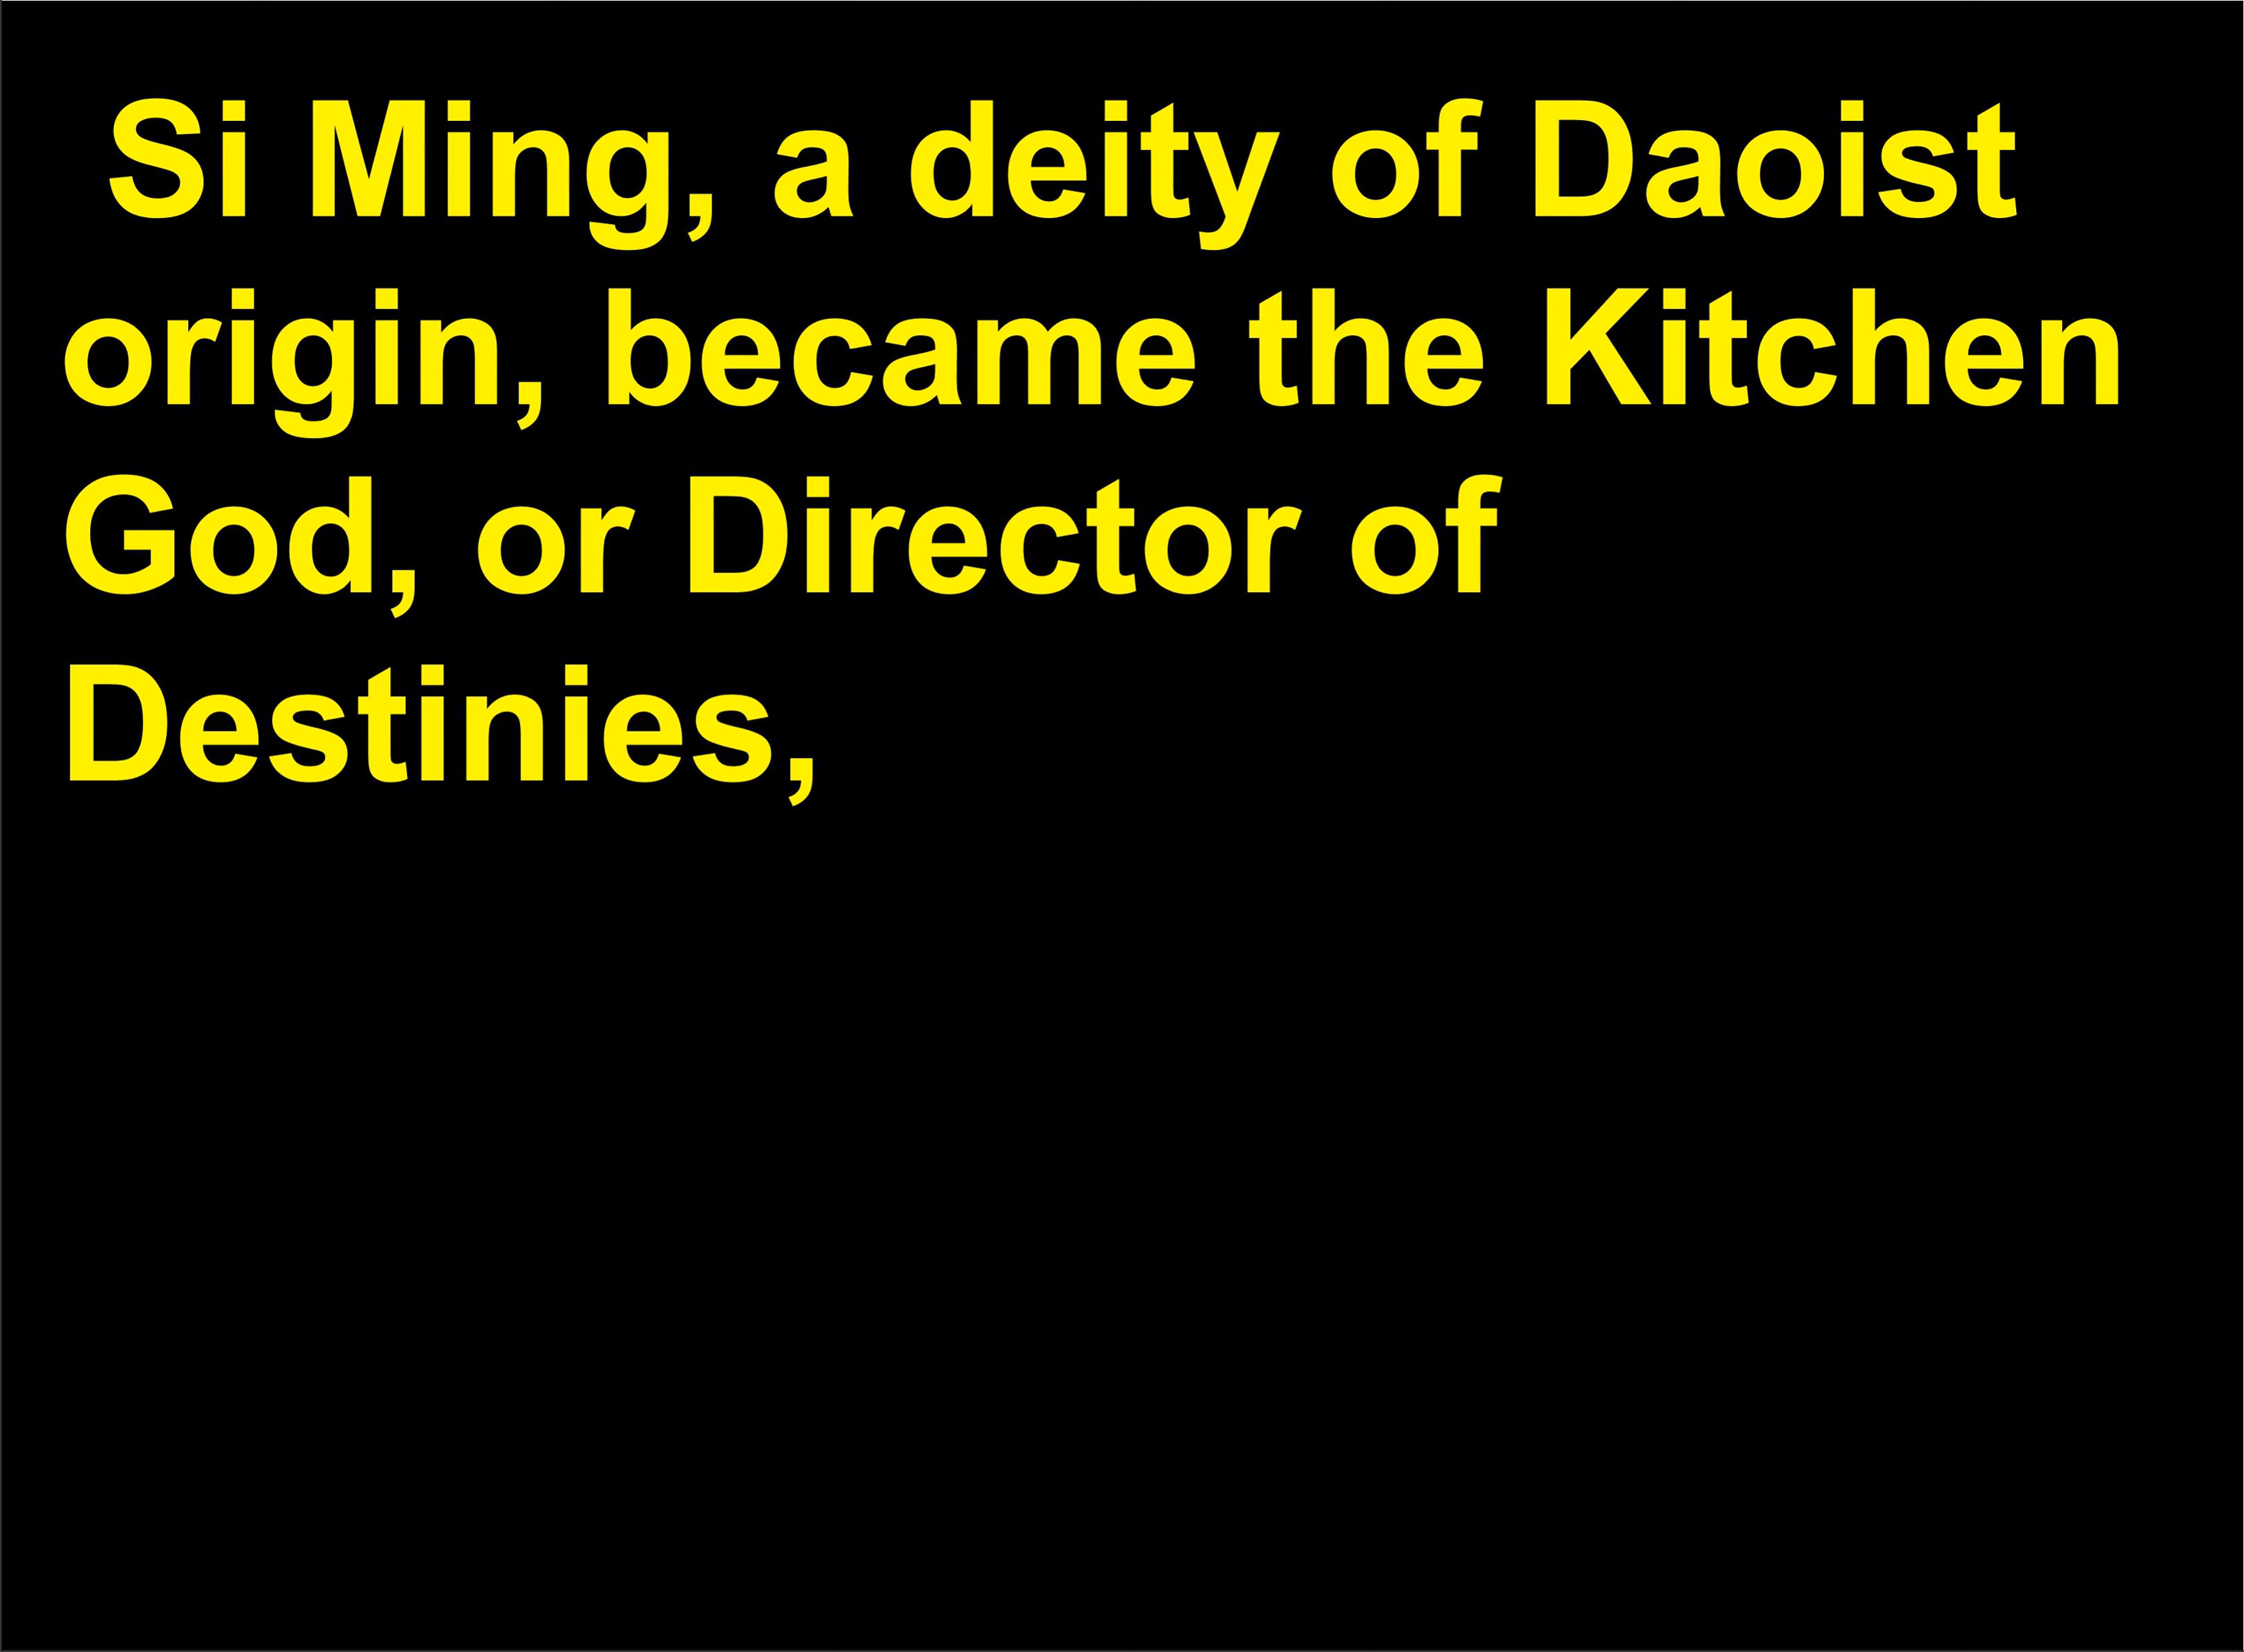 Si Ming, a deity of Daoist
origin, became the Kitchen
God, or Director of
Destinies,